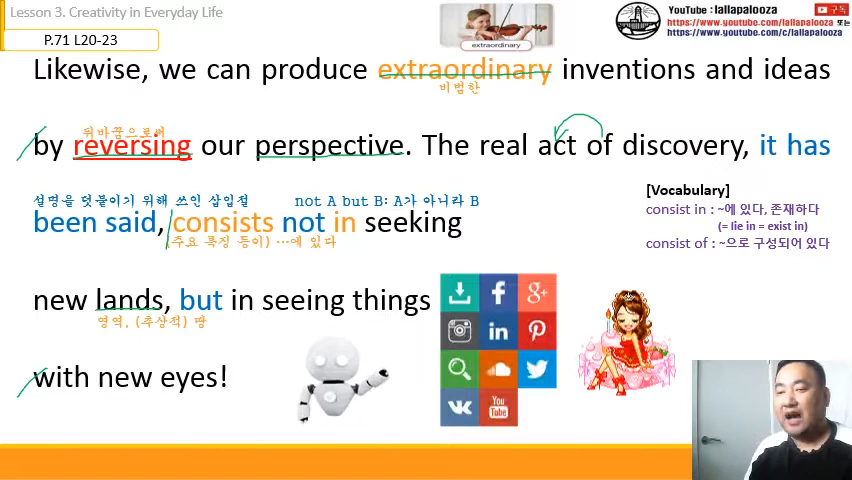 Lesson 3. Creativity in Everyday Life
P.71 L20-23
extraordinary
YouTube : lallapalooza
구독
https://www.youtube.com/lallapalooza 또는
https://www.youtube.com/c/lallapalooza
Likewise, we can produce extraordinary inventions and ideas
비범한
뒤바꿈으로써
by reversing our perspective. The real act of discovery, it has
설명을 덧붙이기 위해 쓰인 삽입절 not A but B: A가 아니라 B
been said, consists not in seeking
(주요 특징 등이) …에 있다
[Vocabulary]
consist in : ~에 있다, 존재하다
(= lie in = exist in)
consist of : ~으로 구성되어 있다
new lands, but in seeing things
영역, (추상적) 땅
with new eyes!
g+
in
You
Tube